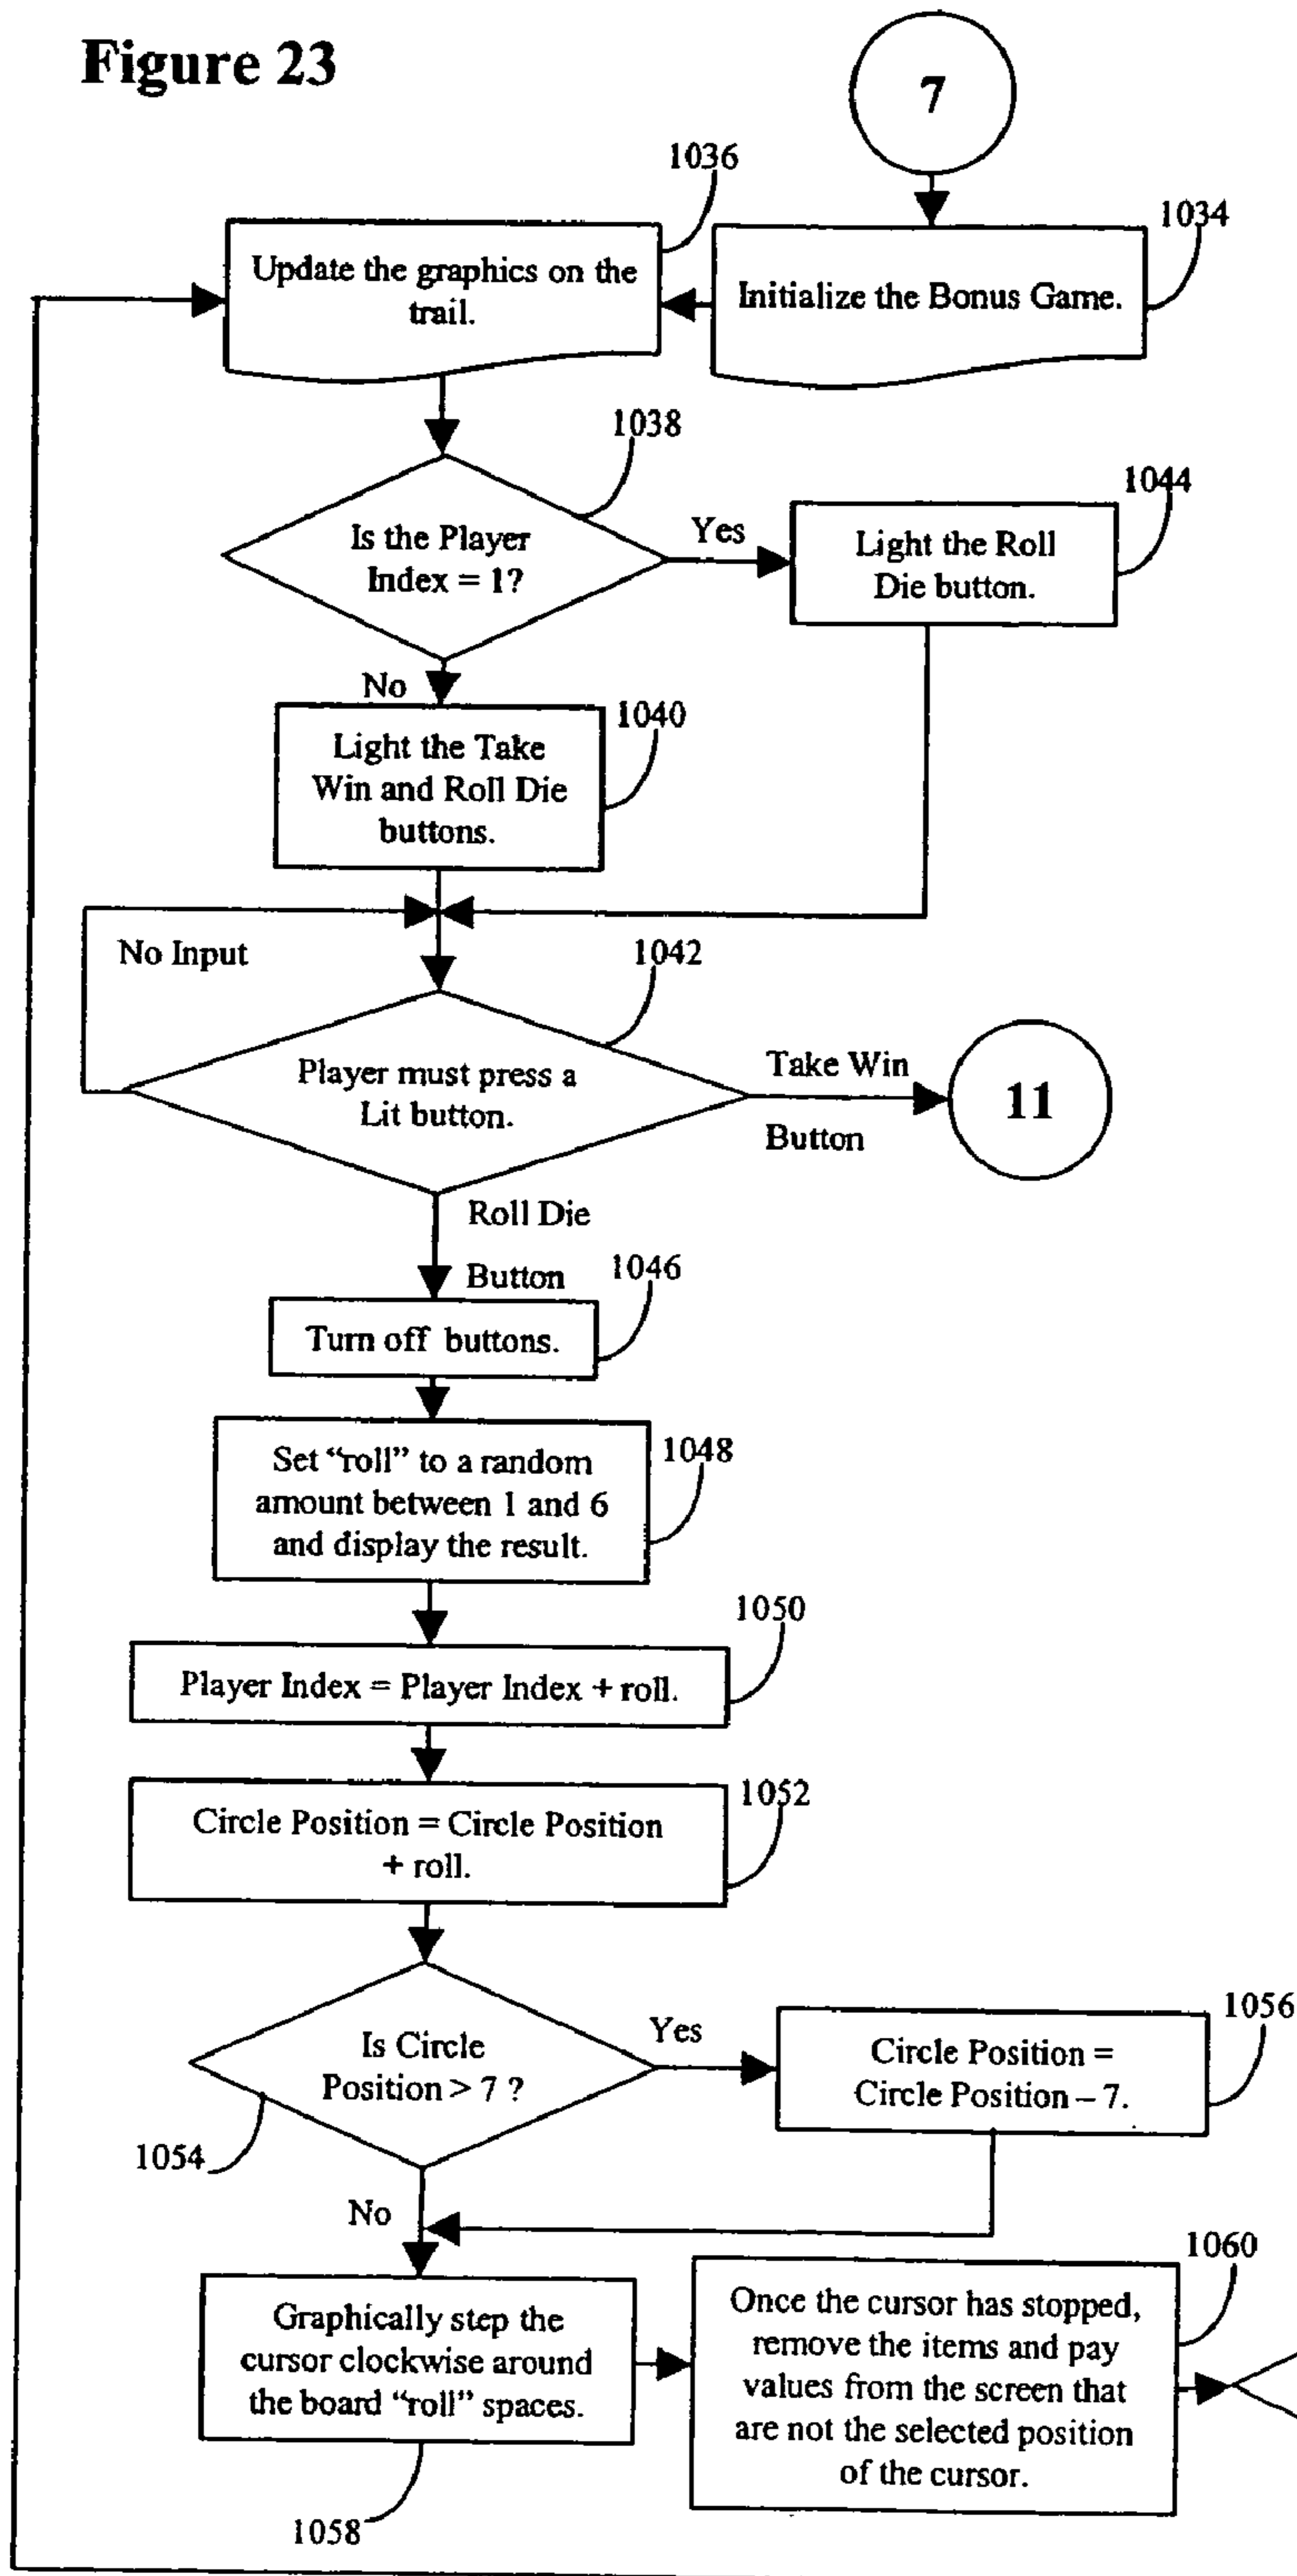 Figure 23
7
1036
1034
Update the graphics on the
trail.
Initialize the Bonus Game.
1038
1044
Is the Player
Index = 1?
Yes
Light the Roll
Die button.
No
1040
Light the Take
Win and Roll Die
buttons.
No Input
1042
Player must press a
Lit button.
Take Win
Button
11
Roll Die
Button
1046
Turn off buttons.
1048
Set “roll” to a random
amount between 1 and 6
and display the result.
1050
Player Index = Player Index + roll.
1052
Circle Position = Circle Position
+ roll.
Is Circle
Position > 7 ?
Yes
1056
Circle Position =
Circle Position – 7.
1054
No
1060
Graphically step the
cursor clockwise around
the board “roll” spaces.
1058
Once the cursor has stopped,
remove the items and pay
values from the screen that
are not the selected position
of the cursor.